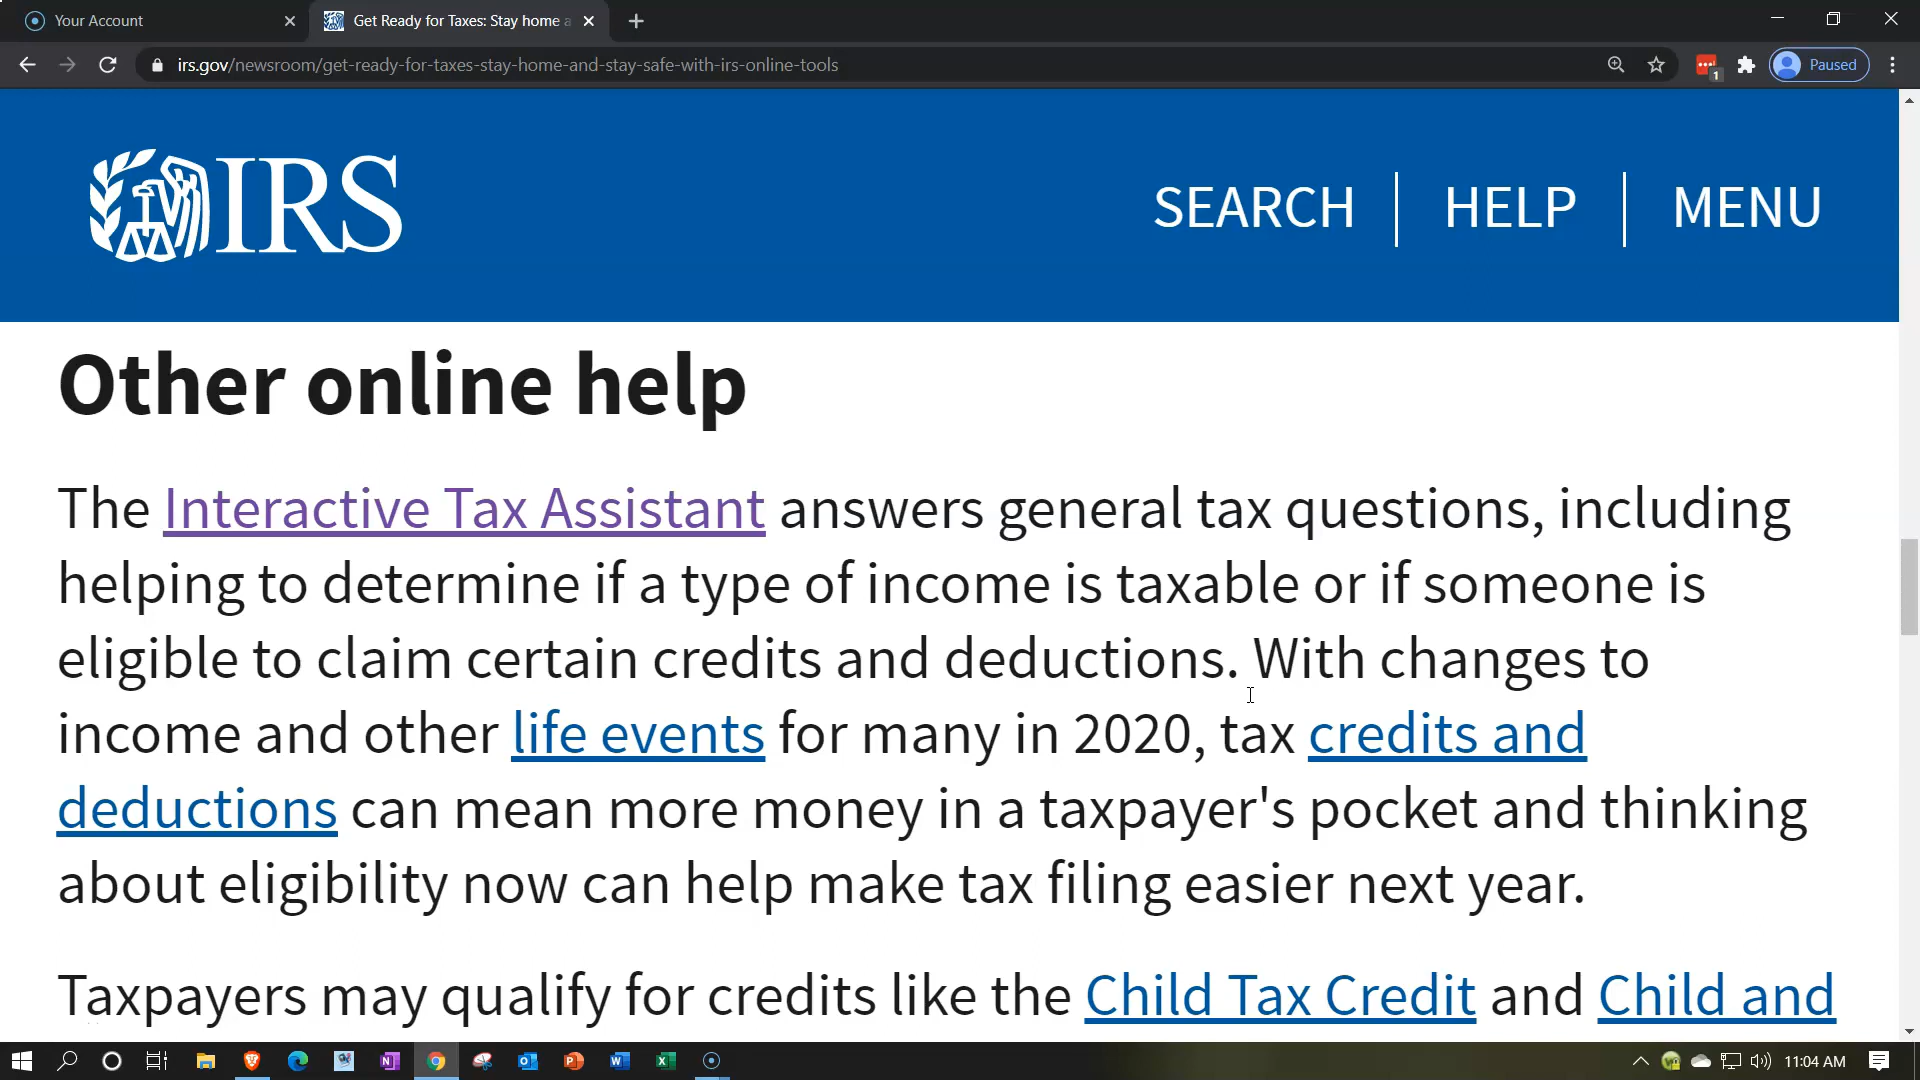 Your Account
Get Ready for Taxes: Stay home a
irs.gov/newsroom/get-ready-for-taxes-stay-home-and-stay-safe-with-irs-online-tools
1
Paused
IRS
SEARCH
HELP
MENU
Other online help
The Interactive Tax Assistant answers general tax questions, including
helping to determine if a type of income is taxable or if someone is
eligible to claim certain credits and deductions. With changes to
income and other life events for many in 2020, tax credits and
deductions can mean more money in a taxpayer's pocket and thinking
about eligibility now can help make tax filing easier next year.
Taxpayers may qualify for credits like the Child Tax Credit and Child and
11:04 AM